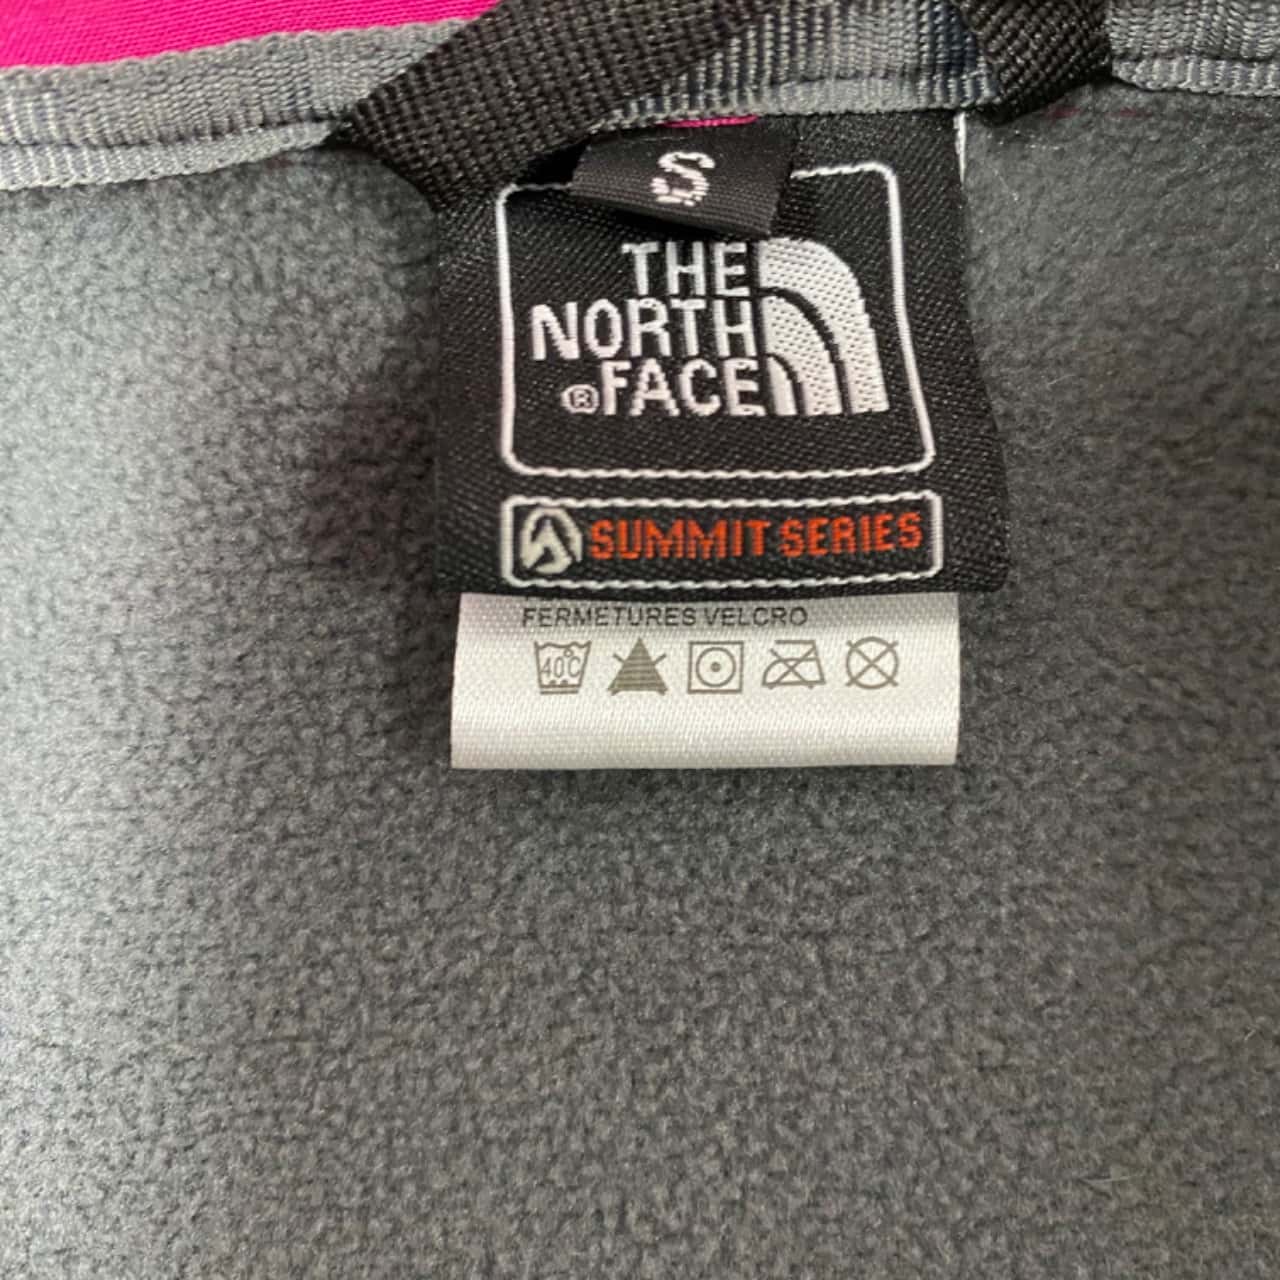 S
THE
NORTH
®FACE
SUMMIT SERIES
FERMETURES VELCRO
40°C